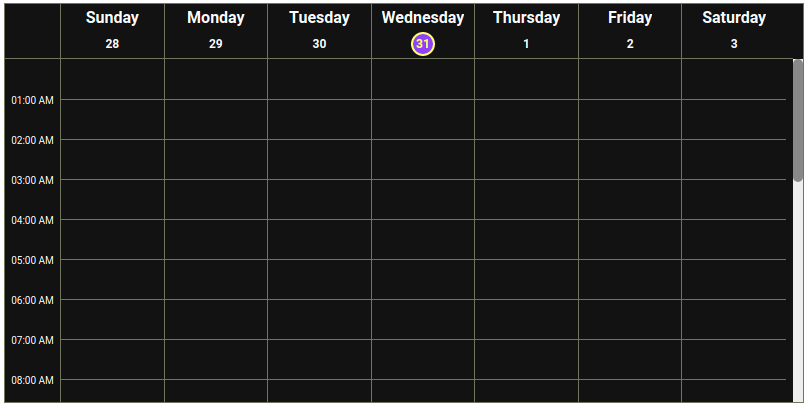 Sunday Monday Tuesday Wednesday Thursday Friday Saturday
28 29 30 31 1 2 3
01:00 AM
02:00 AM
03:00 AM
04:00 AM
05:00 AM
06:00 AM
07:00 AM
08:00 AM